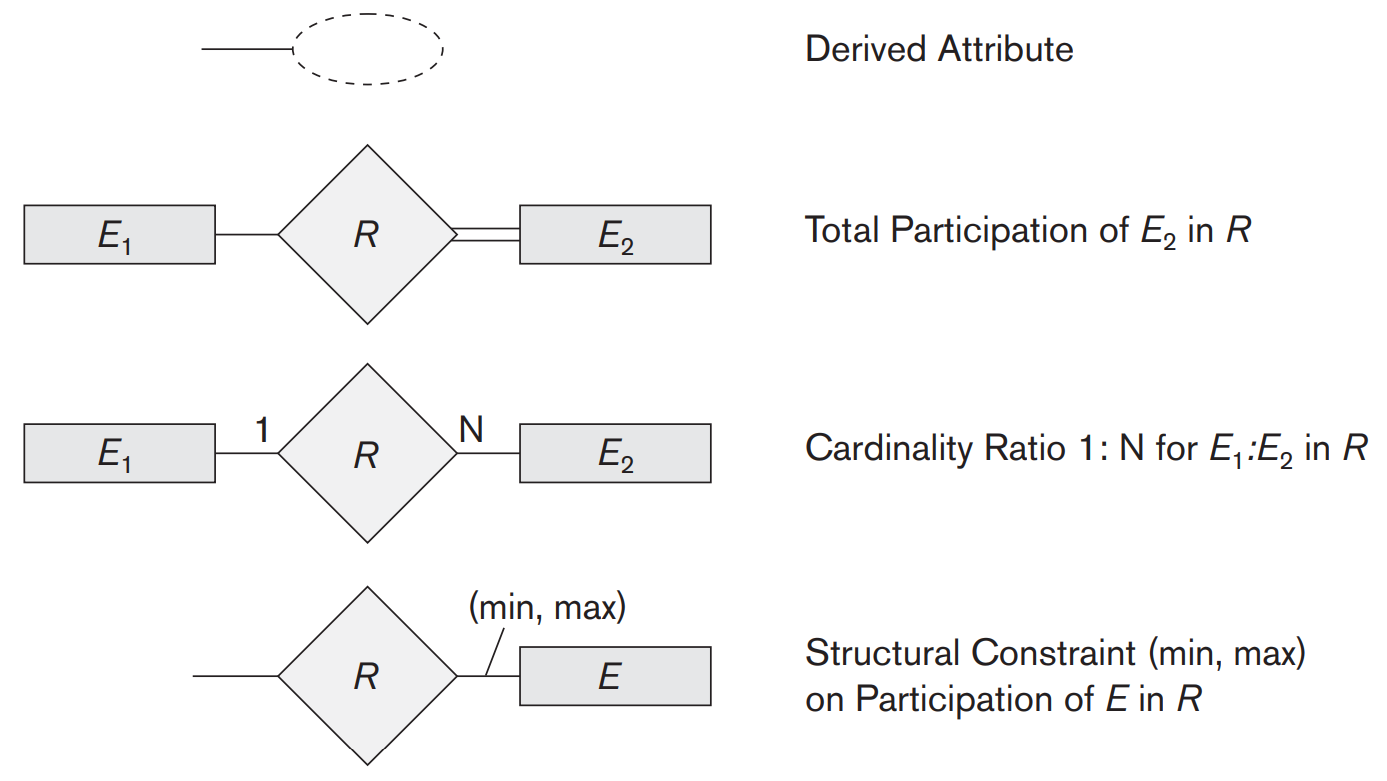 Derived Attribute
E₁ R E₂ Total Participation of E₂ in R
E₁ 1 R N E₂ Cardinality Ratio 1: N for E₁:E₂ in R
(min, max)
R E Structural Constraint (min, max)
on Participation of E in R